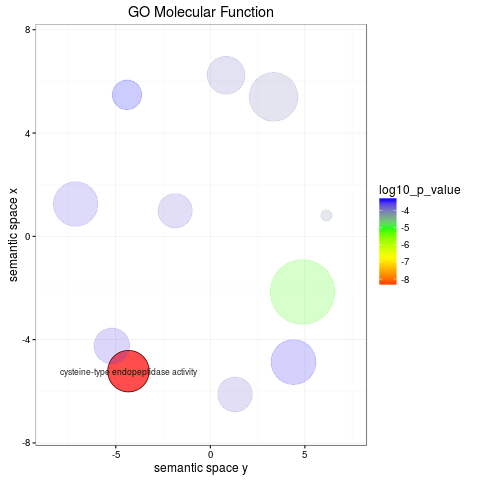 GO Molecular Function
8
4
0
-4
-8
semantic space x
cysteine-type endopeptidase activity
-5
0
5
semantic space y
log10_p_value
-4
-5
-6
-7
-8